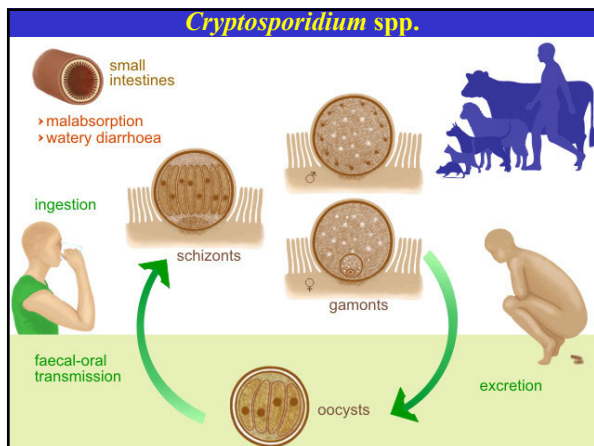 Cryptosporidium spp.
small
intestines
› malabsorption
› watery diarrhoea
ingestion
schizonts
♂
♀
gamonts
faecal-oral
transmission
oocysts
excretion